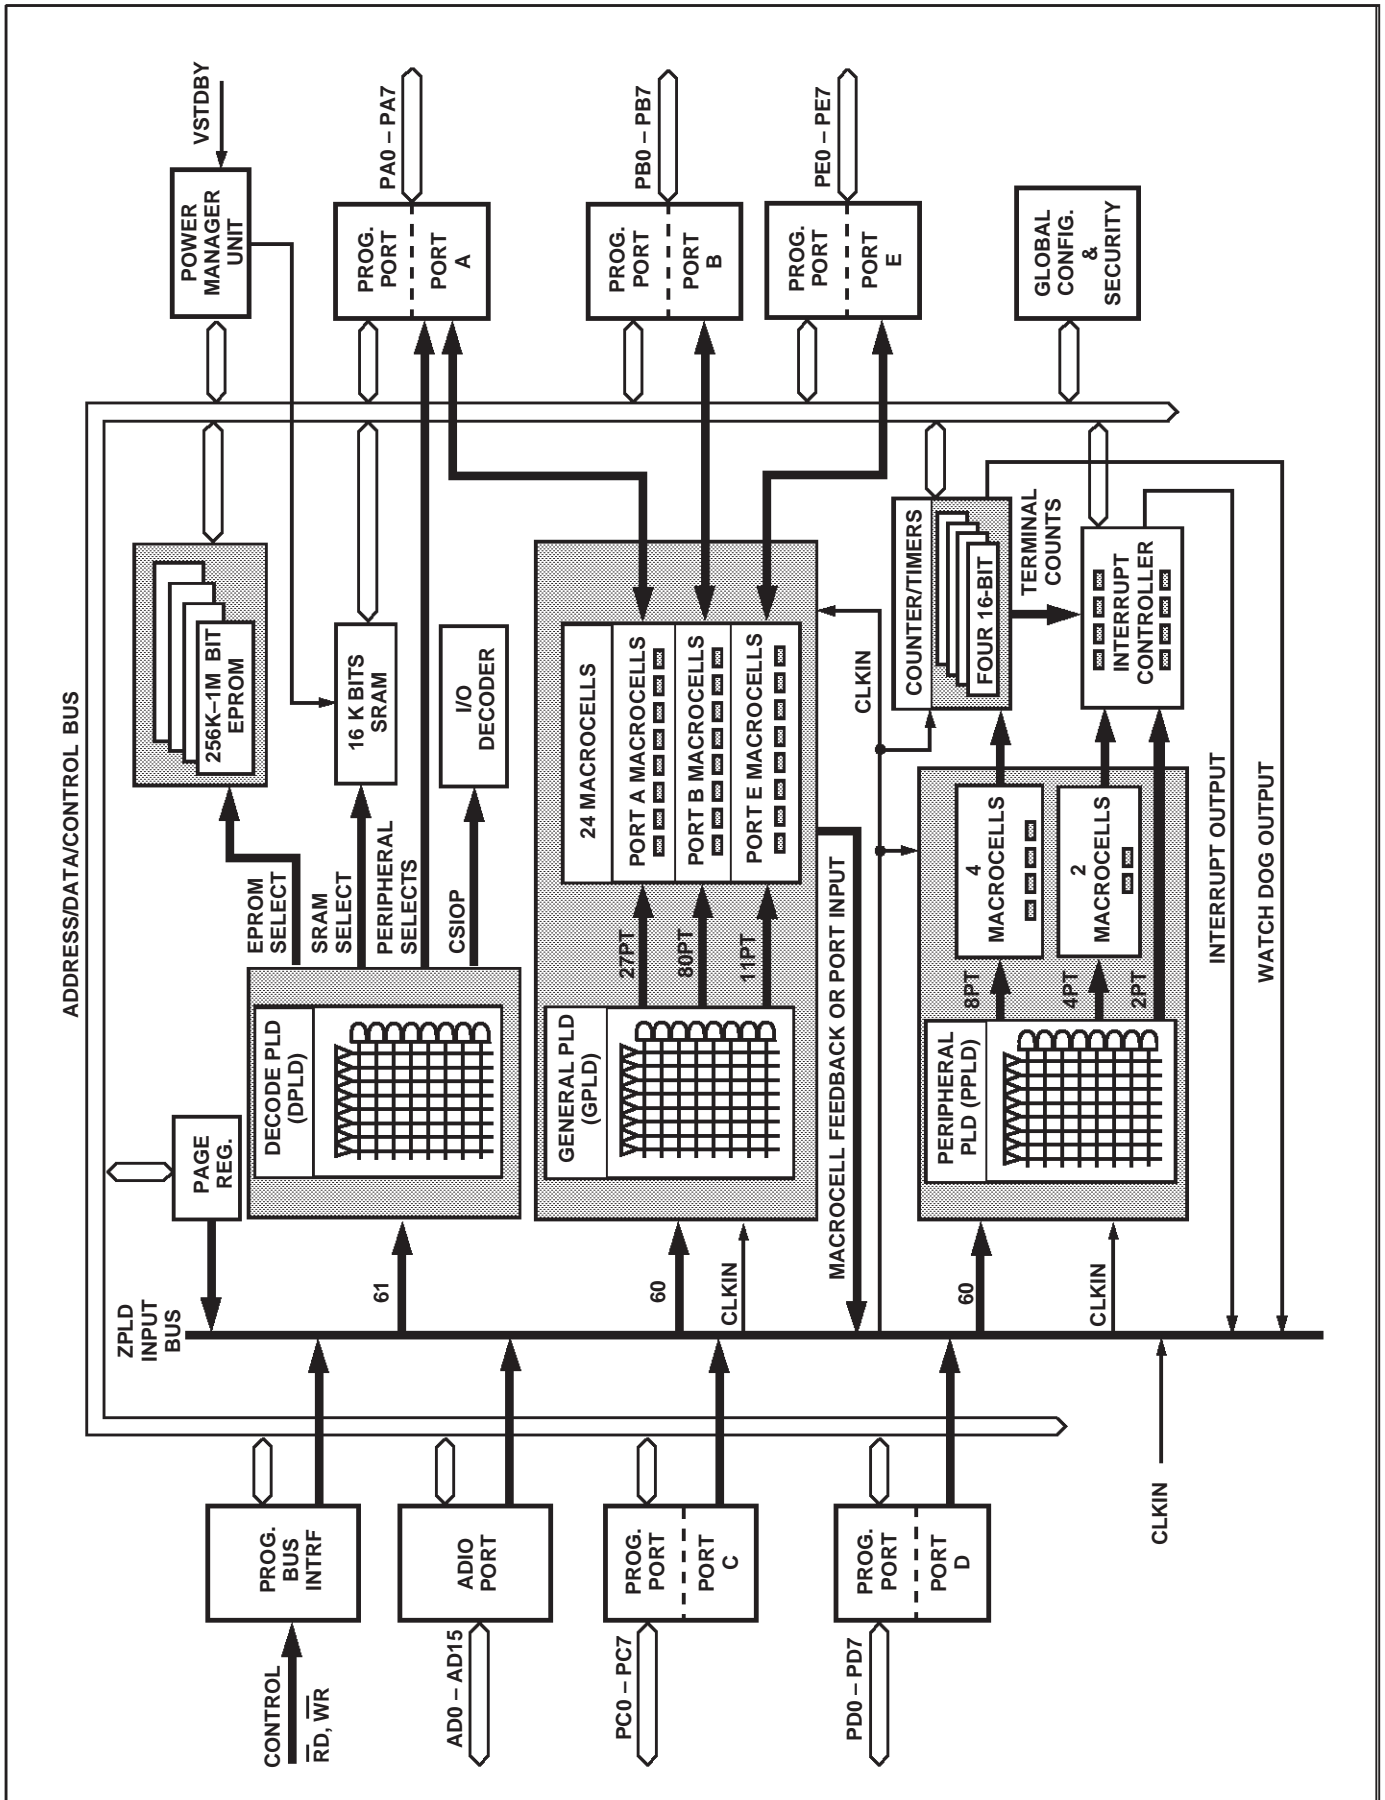 ADDRESS/DATA/CONTROL BUS
VSTDBY
POWER
MANAGER
UNIT
PA0 – PA7
PROG.
PORT
PORT
A
PB0 – PB7
PROG.
PORT
PORT
B
PE0 – PE7
PROG.
PORT
PORT
E
GLOBAL
CONFIG.
&
SECURITY
256K–1M BIT
EPROM
16 K BITS
SRAM
I/O
DECODER
EPROM
SELECT
SRAM
SELECT
PERIPHERAL
SELECTS
CSIOP
24 MACROCELLS
PORT A MACROCELLS
PORT B MACROCELLS
PORT E MACROCELLS
27PT
80PT
11PT
CLKIN
COUNTER/TIMERS
FOUR 16-BIT
TERMINAL
COUNTS
INTERRUPT
CONTROLLER
4
MACROCELLS
2
MACROCELLS
8PT
4PT
2PT
INTERRUPT OUTPUT
WATCH DOG OUTPUT
MACROCELL FEEDBACK OR PORT INPUT
PAGE
REG.
DECODE PLD
(DPLD)
GENERAL PLD
(GPLD)
PERIPHERAL
PLD (PPLD)
ZPLD
INPUT
BUS
61
60
CLKIN
60
CLKIN
CLKIN
PROG.
BUS
INTRF
ADIO
PORT
PROG.
PORT
PORT
C
PROG.
PORT
PORT
D
CONTROL
R̅D̅, W̅R̅
AD0 – AD15
PC0 – PC7
PD0 – PD7